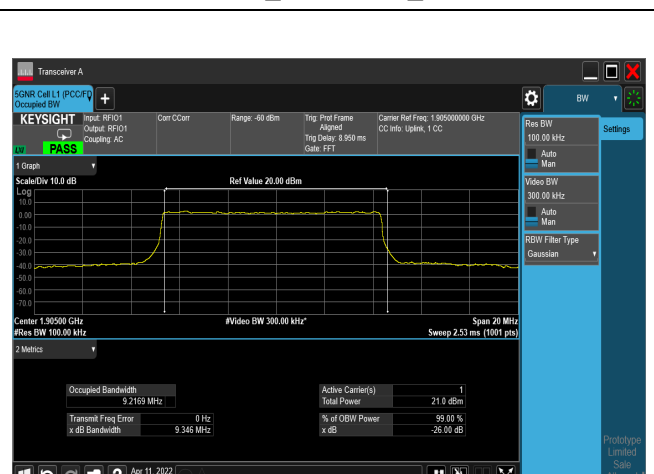 Transceiver A
5GNR Cell L1 (PCC/FD
Occupied BW
BW
KEYSIGHT
LV
PASS
Input: RFIO1
Output: RFIO1
Coupling: AC
Corr CCorr
Range: -60 dBm
Trig: Prot Frame
Aligned
Trig Delay: 8.950 ms
Gate: FFT
Carrier Ref Freq: 1.905000000 GHz
CC Info: Uplink, 1 CC
Settings
Res BW
100.00 kHz
Auto
Man
Video BW
300.00 kHz
Auto
Man
RBW Filter Type
Gaussian
1 Graph
Scale/Div 10.0 dB
Ref Value 20.00 dBm
Log
10.0
0.00
-10.0
-20.0
-30.0
-40.0
-50.0
-60.0
-70.0
Center 1.90500 GHz
#Video BW 300.00 kHz*
Span 20 MHz
#Res BW 100.00 kHz
Sweep 2.53 ms (1001 pts)
2 Metrics
Occupied Bandwidth
9.2169 MHz
Active Carrier(s) 1
Total Power 21.0 dBm
Transmit Freq Error 0 Hz
x dB Bandwidth 9.346 MHz
% of OBW Power 99.00 %
x dB -26.00 dB
Prototype
Limited
Sale
Apr 11, 2022